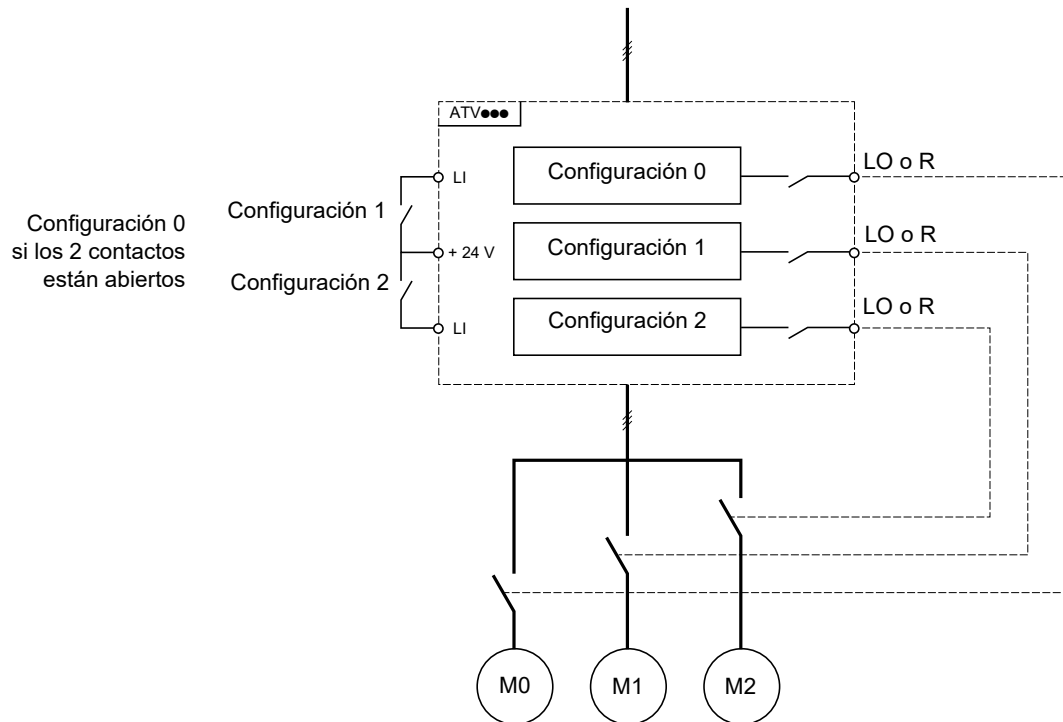 ATV●●●
LI
Configuración 0
LO o R
Configuración 1
Configuración 0
si los 2 contactos
están abiertos
+ 24 V
Configuración 1
LO o R
Configuración 2
LI
Configuración 2
LO o R
M0
M1
M2